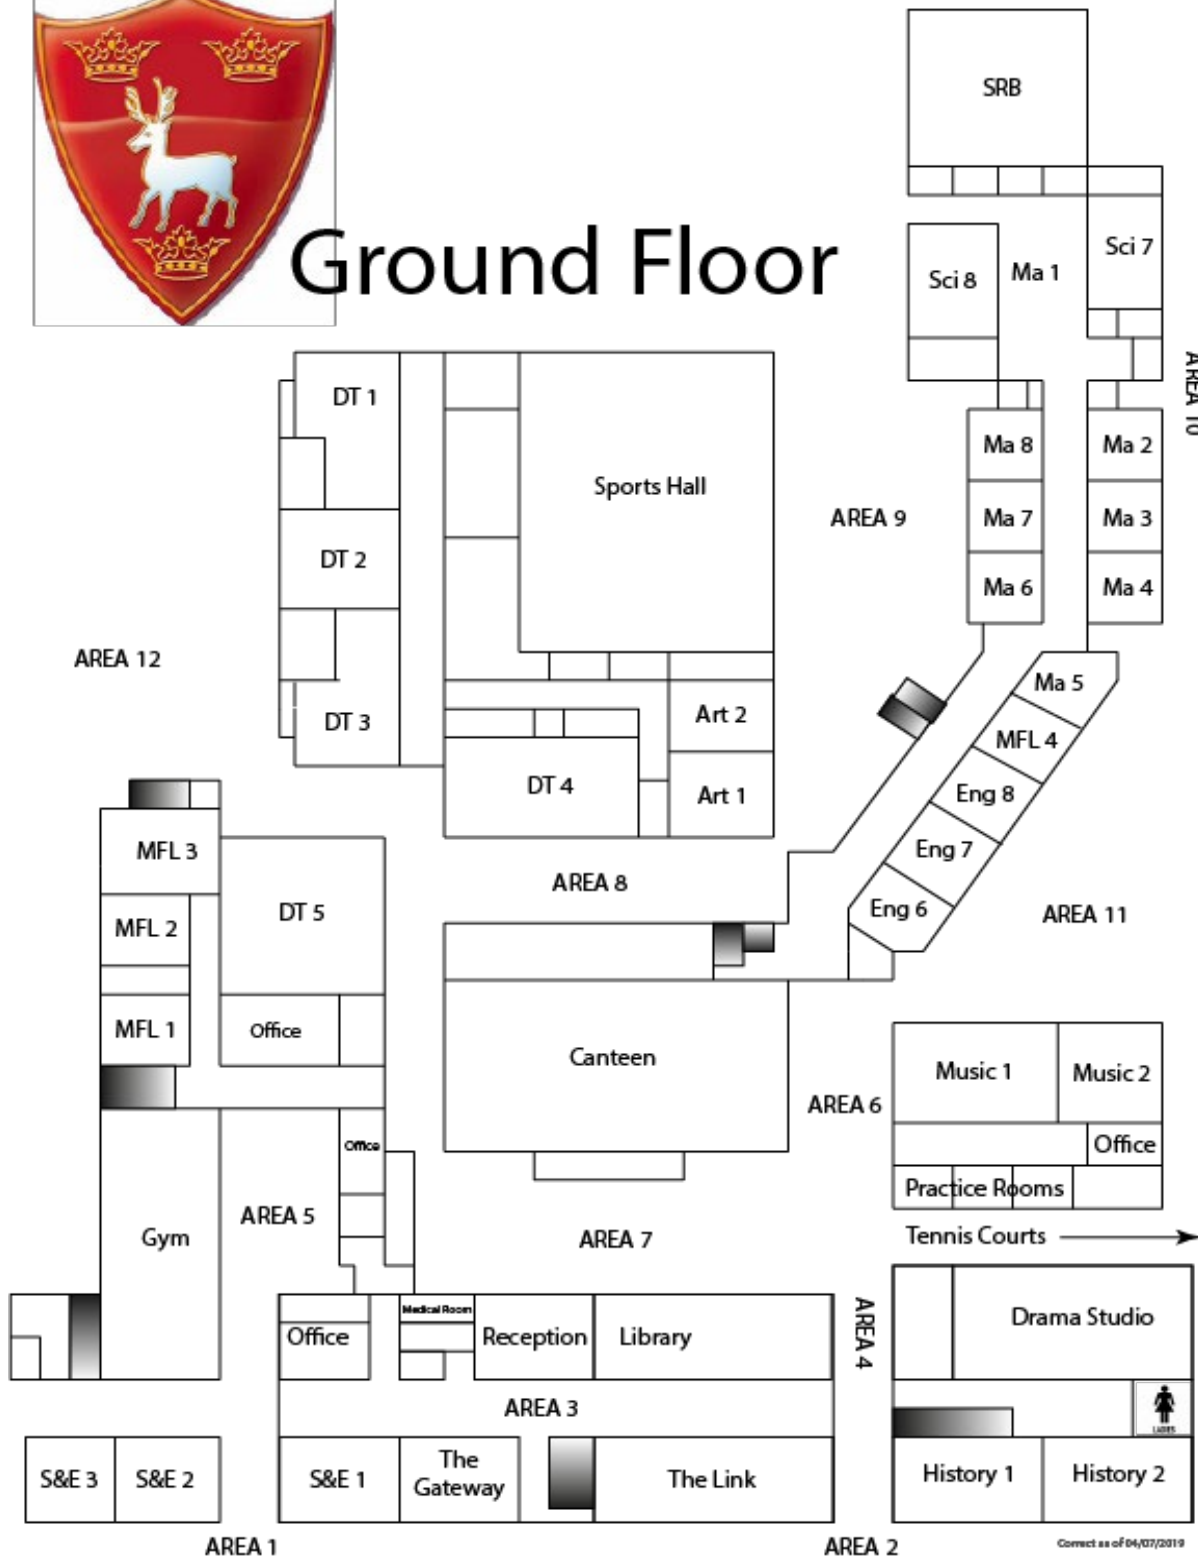 Ground Floor
SRB
Sci 7
Sci 8
Ma 1
AREA 10
DT 1
Ma 8
Ma 2
Sports Hall
AREA 9
Ma 7
Ma 3
DT 2
Ma 6
Ma 4
AREA 12
Ma 5
DT 3
Art 2
MFL 4
DT 4
Art 1
Eng 8
MFL 3
Eng 7
AREA 8
DT 5
Eng 6
AREA 11
MFL 2
MFL 1
Office
Canteen
Music 1
Music 2
AREA 6
Office
Office
Practice Rooms
Gym
AREA 5
AREA 7
Tennis Courts
Medical Room
Office
Reception
Library
AREA 4
Drama Studio
AREA 3
LADIES
S&E 3
S&E 2
S&E 1
The
Gateway
The Link
History 1
History 2
AREA 1
AREA 2
Correct as of 04/07/2019